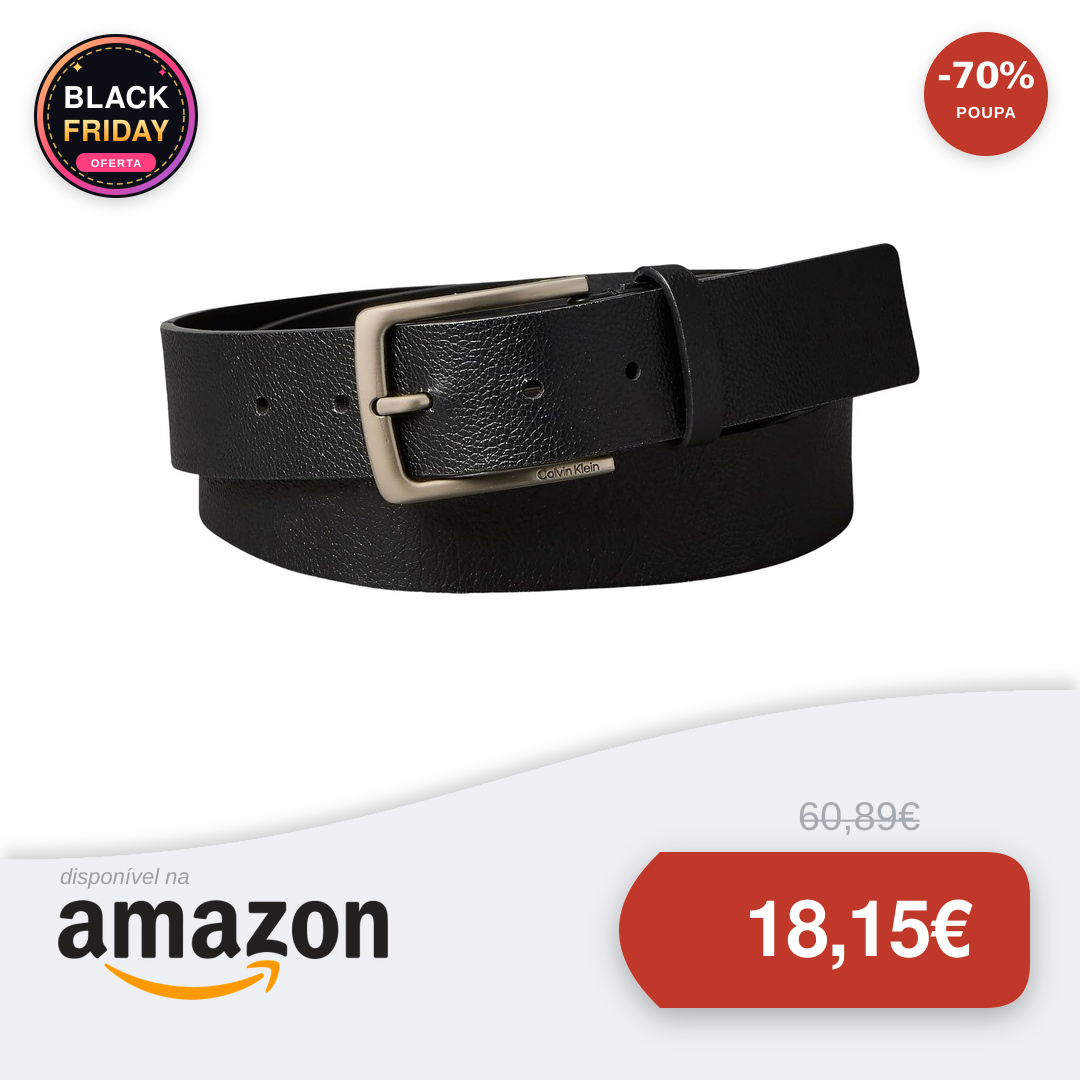 BLACK
FRIDAY
OFERTA
-70%
POUPA
Calvin Klein
60,89€
disponível na
amazon
18,15€